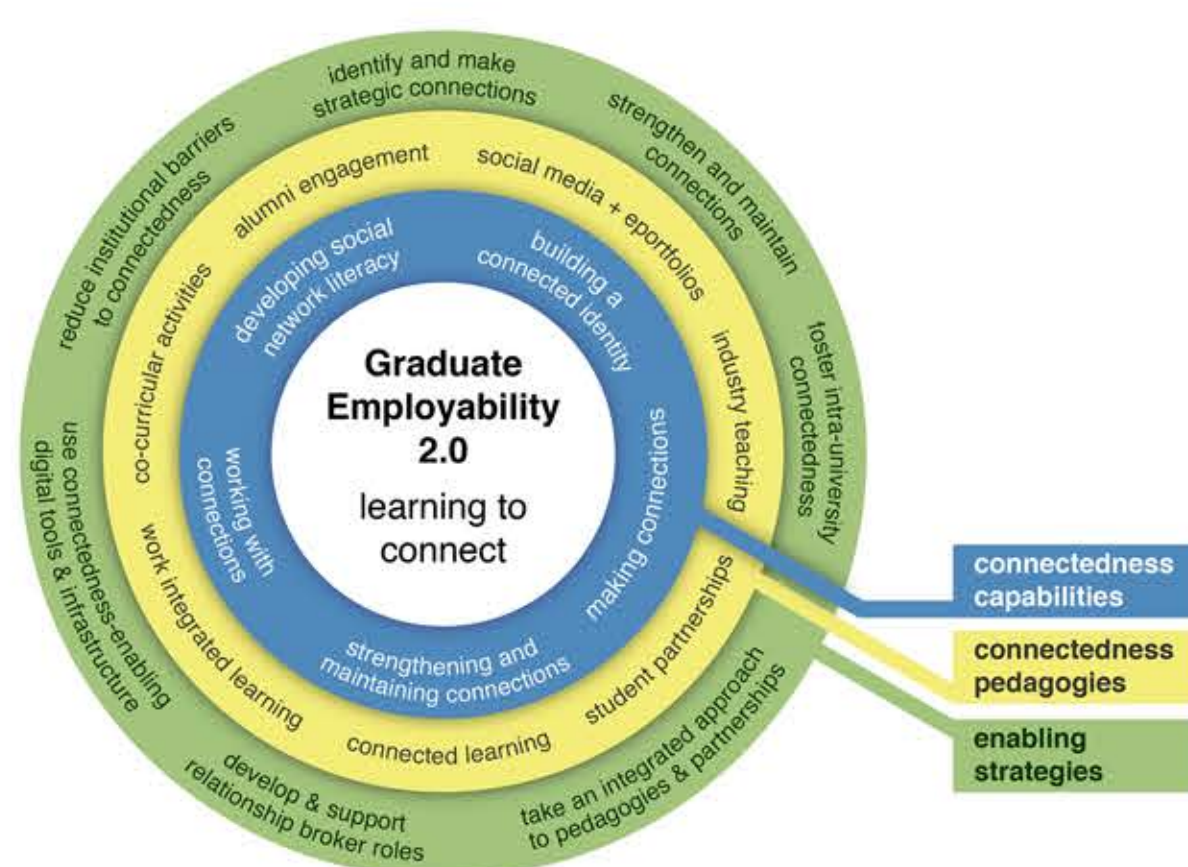 Graduate
Employability
2.0
learning to
connect
developing social
network literacy
building a
connected identity
making connections
strengthening and
maintaining connections
working with
connections
alumni engagement
social media + eportfolios
industry teaching
student partnerships
connected learning
work integrated learning
co-curricular activities
identify and make
strategic connections
strengthen and maintain
connections
foster intra-university
connectedness
take an integrated approach
to pedagogies & partnerships
develop & support
relationship broker roles
use connectedness-enabling
digital tools & infrastructure
reduce institutional barriers
to connectedness
connectedness
capabilities
connectedness
pedagogies
enabling
strategies